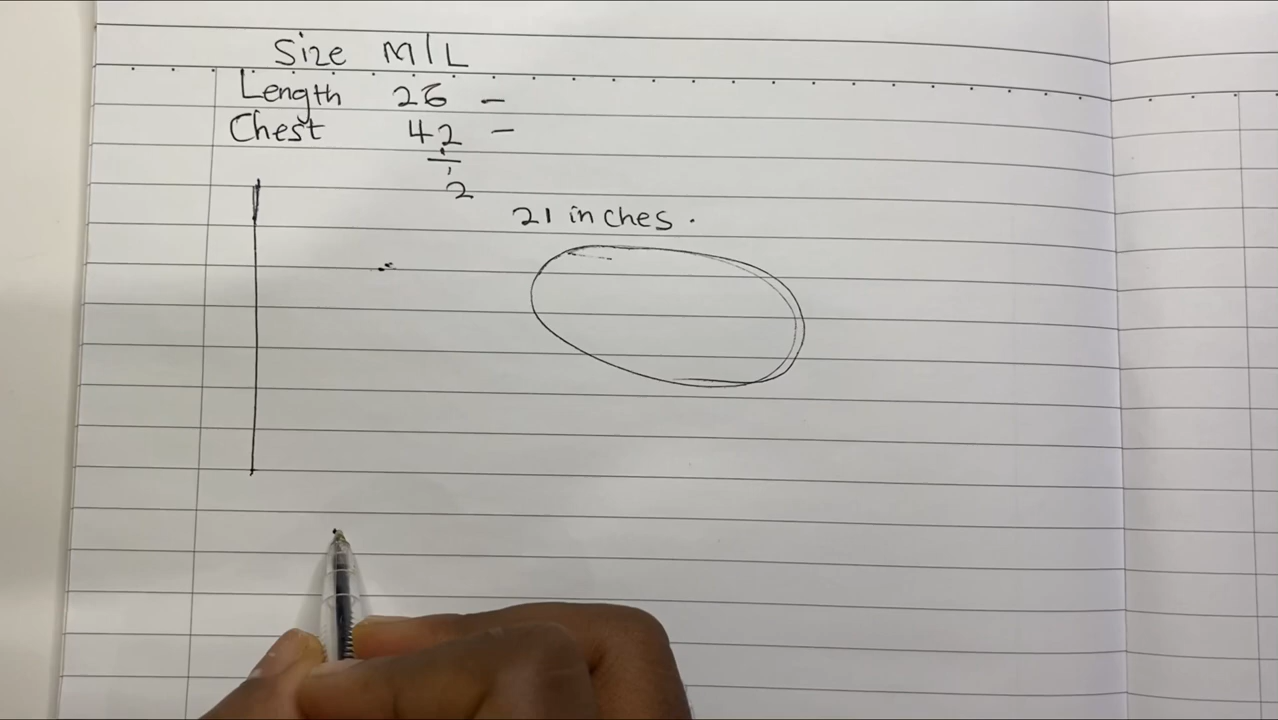 Size M/L
Length 26 –
Chest 42 –
2
21 inches.